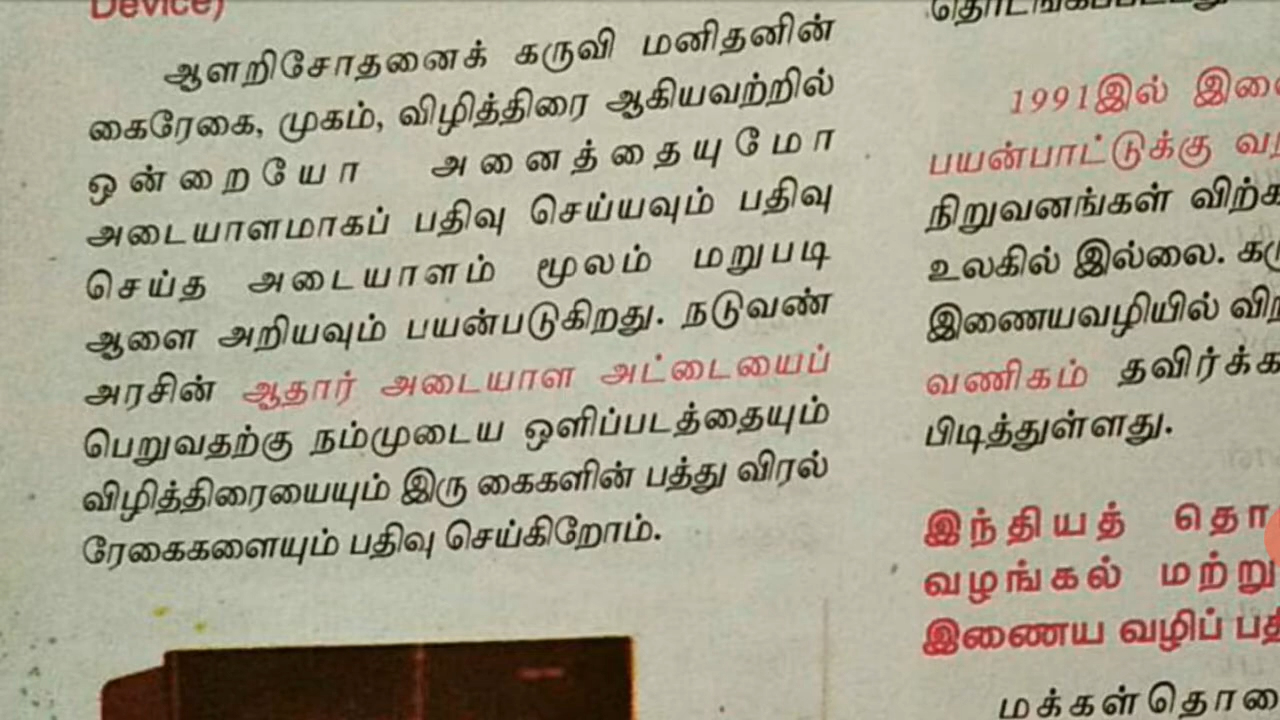 Device)
ஆளறிசோதனைக் கருவி மனிதனின்
கைரேகை, முகம், விழித்திரை ஆகியவற்றில்
ஒன்றையோ அனைத்தையுமோ
அடையாளமாகப் பதிவு செய்யவும் பதிவு
செய்த அடையாளம் மூலம் மறுபடி
ஆளை அறியவும் பயன்படுகிறது. நடுவண்
அரசின் ஆதார் அடையாள அட்டையைப்
பெறுவதற்கு நம்முடைய ஒளிப்படத்தையும்
விழித்திரையையும் இரு கைகளின் பத்து விரல்
ரேகைகளையும் பதிவு செய்கிறோம்.
1991இல்
பயன்பாட்டுக்கு
நிறுவனங்கள்
உலகில் இல்லை.
இணையவழியில்
வணிகம்
பிடித்துள்ளது.
இந்தியத்
வழங்கல்
இணைய வழிப்